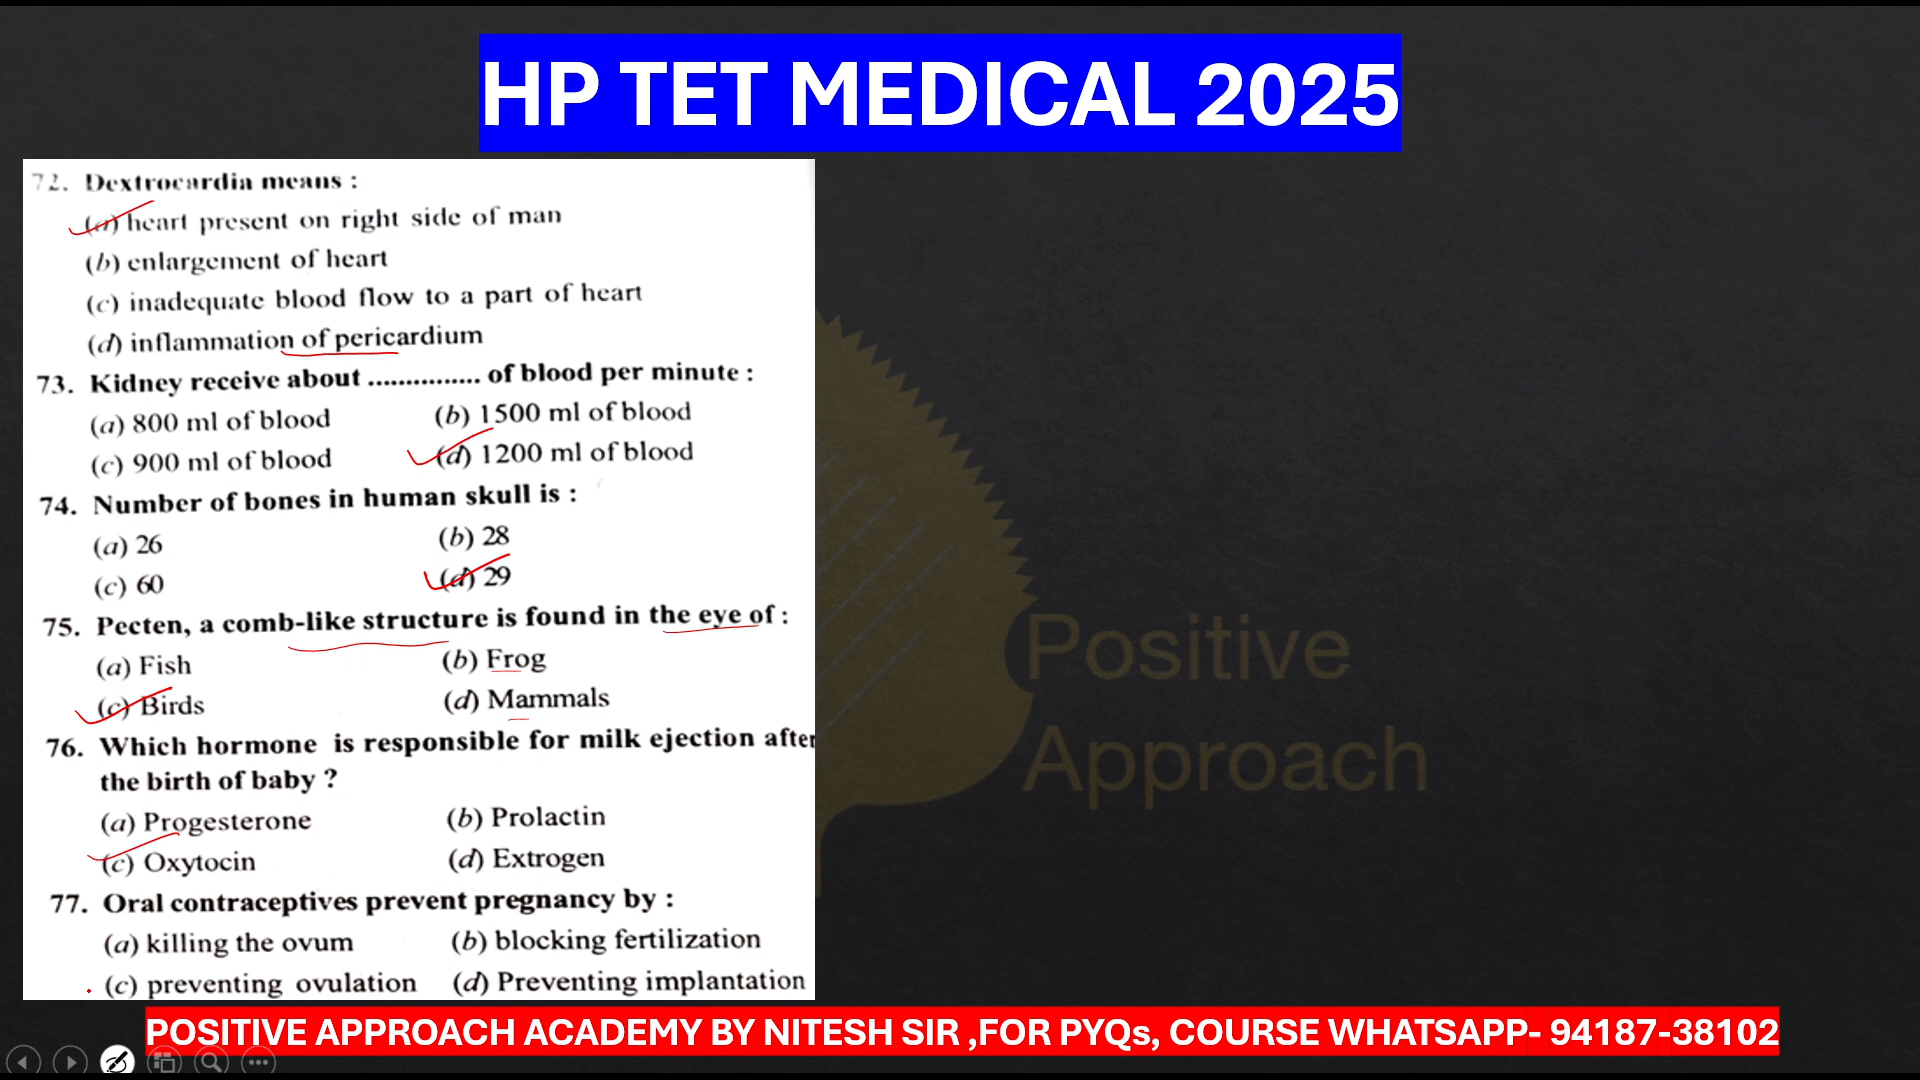 HP TET MEDICAL 2025
72. Dextrocardia means :
(a) heart present on right side of man
(b) enlargement of heart
(c) inadequate blood flow to a part of heart
(d) inflammation of pericardium
73. Kidney receive about ............... of blood per minute :
(a) 800 ml of blood (b) 1500 ml of blood
(c) 900 ml of blood (d) 1200 ml of blood
74. Number of bones in human skull is :
(a) 26 (b) 28
(c) 60 (d) 29
75. Pecten, a comb-like structure is found in the eye of :
(a) Fish (b) Frog
(c) Birds (d) Mammals
76. Which hormone is responsible for milk ejection after
the birth of baby ?
(a) Progesterone (b) Prolactin
(c) Oxytocin (d) Extrogen
77. Oral contraceptives prevent pregnancy by :
(a) killing the ovum (b) blocking fertilization
(c) preventing ovulation (d) Preventing implantation
Positive
Approach
POSITIVE APPROACH ACADEMY BY NITESH SIR ,FOR PYQs, COURSE WHATSAPP- 94187-38102